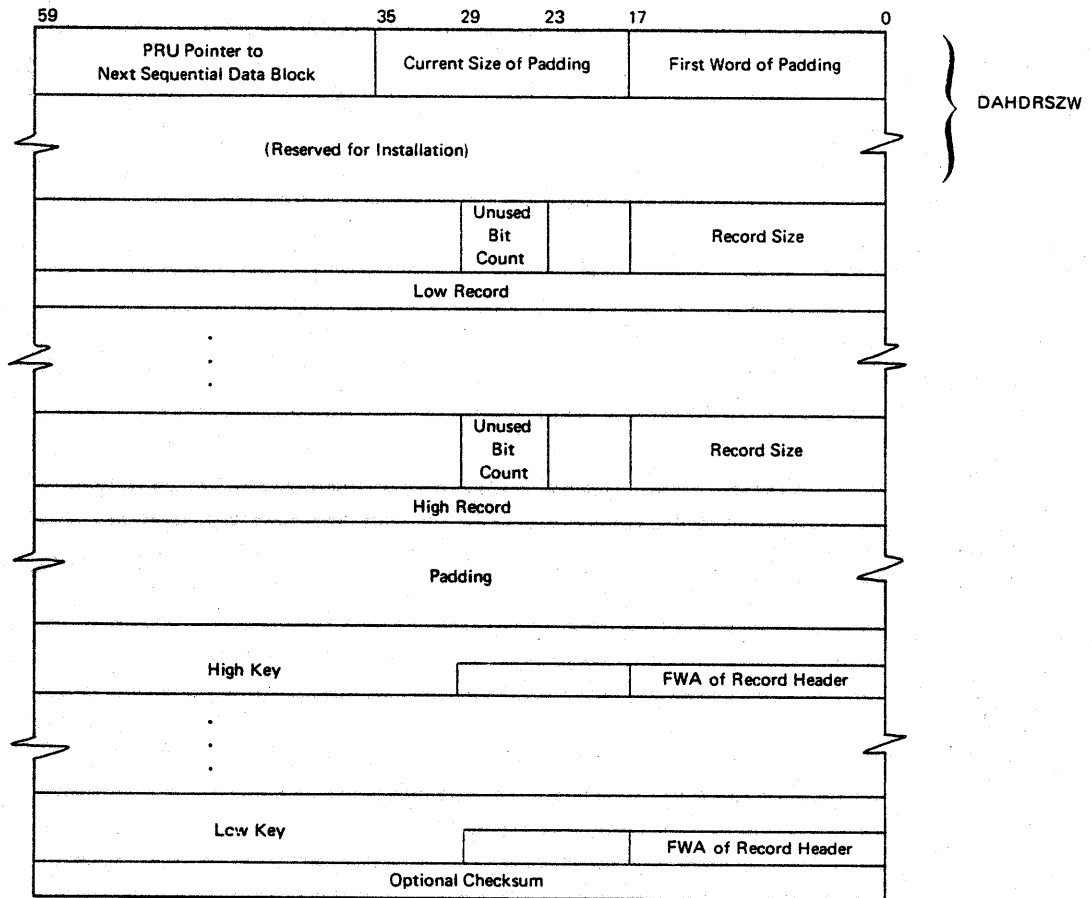 59 35 29 23 17 0
PRU Pointer to
Next Sequential Data Block
Current Size of Padding
First Word of Padding
DAHDRSZW
(Reserved for Installation)
Unused
Bit
Count
Record Size
Low Record
Unused
Bit
Count
Record Size
High Record
Padding
High Key
FWA of Record Header
Low Key
FWA of Record Header
Optional Checksum